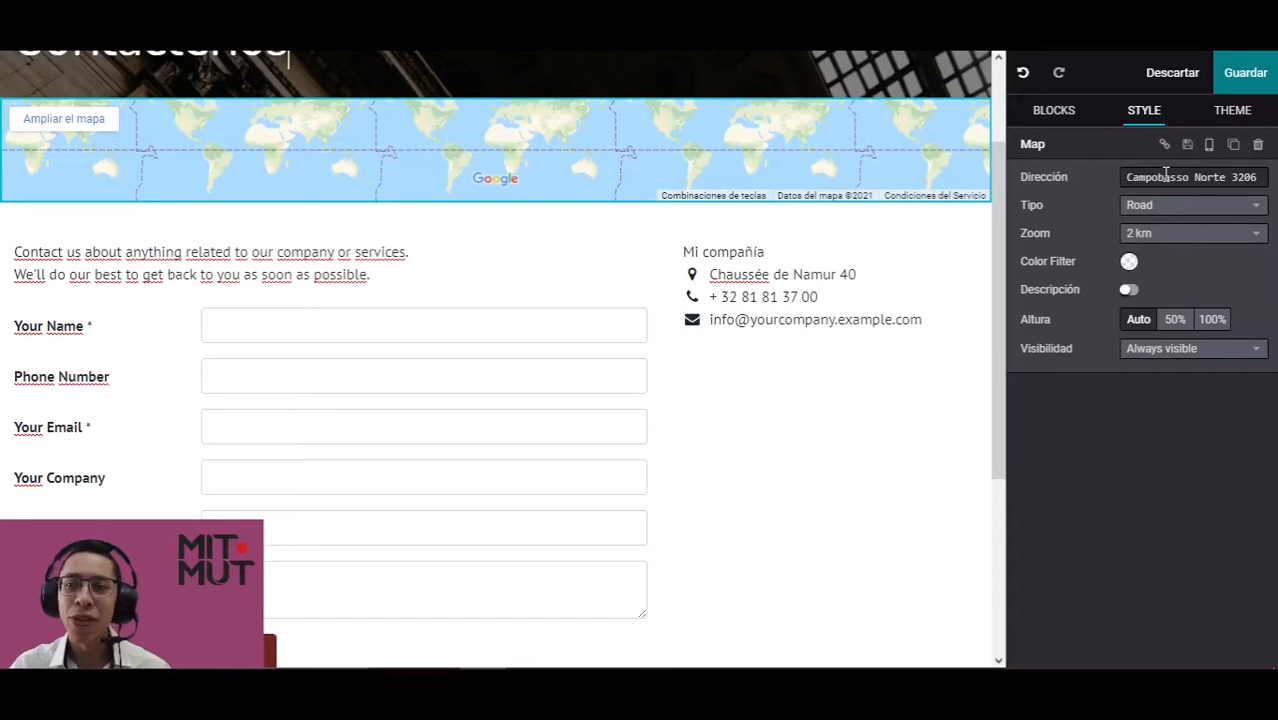 Contáctenos
Descartar
Guardar
BLOCKS
STYLE
THEME
Ampliar el mapa
Google
Combinaciones de teclas
Datos del mapa ©2021
Condiciones del Servicio
Map
Dirección
Campobasso Norte 3206
Tipo
Road
Zoom
2 km
Color Filter
Descripción
Altura
Auto
50%
100%
Visibilidad
Always visible
Contact us about anything related to our company or services.
We'll do our best to get back to you as soon as possible.
Your Name *
Phone Number
Your Email *
Your Company
Mi compañía
Chaussée de Namur 40
+ 32 81 81 37 00
info@yourcompany.example.com
MIT
MUT